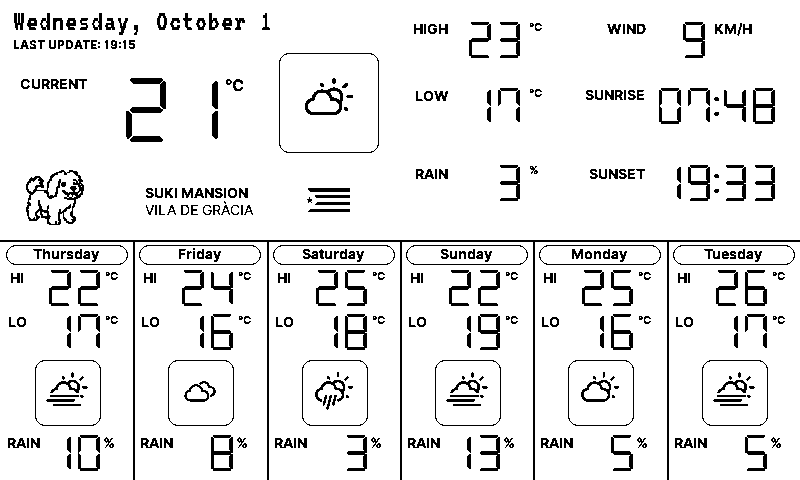 Wednesday, October 1
LAST UPDATE: 19:15
CURRENT 21 °C
HIGH 23 °C
LOW 17 °C
RAIN 3 %
WIND 9 KM/H
SUNRISE 07:48
SUNSET 19:33
SUKI MANSION
VILA DE GRÀCIA
Thursday
HI 22 °C
LO 17 °C
RAIN 10 %
Friday
HI 24 °C
LO 16 °C
RAIN 8 %
Saturday
HI 25 °C
LO 18 °C
RAIN 3 %
Sunday
HI 22 °C
LO 19 °C
RAIN 13 %
Monday
HI 25 °C
LO 16 °C
RAIN 5 %
Tuesday
HI 26 °C
LO 17 °C
RAIN 5 %